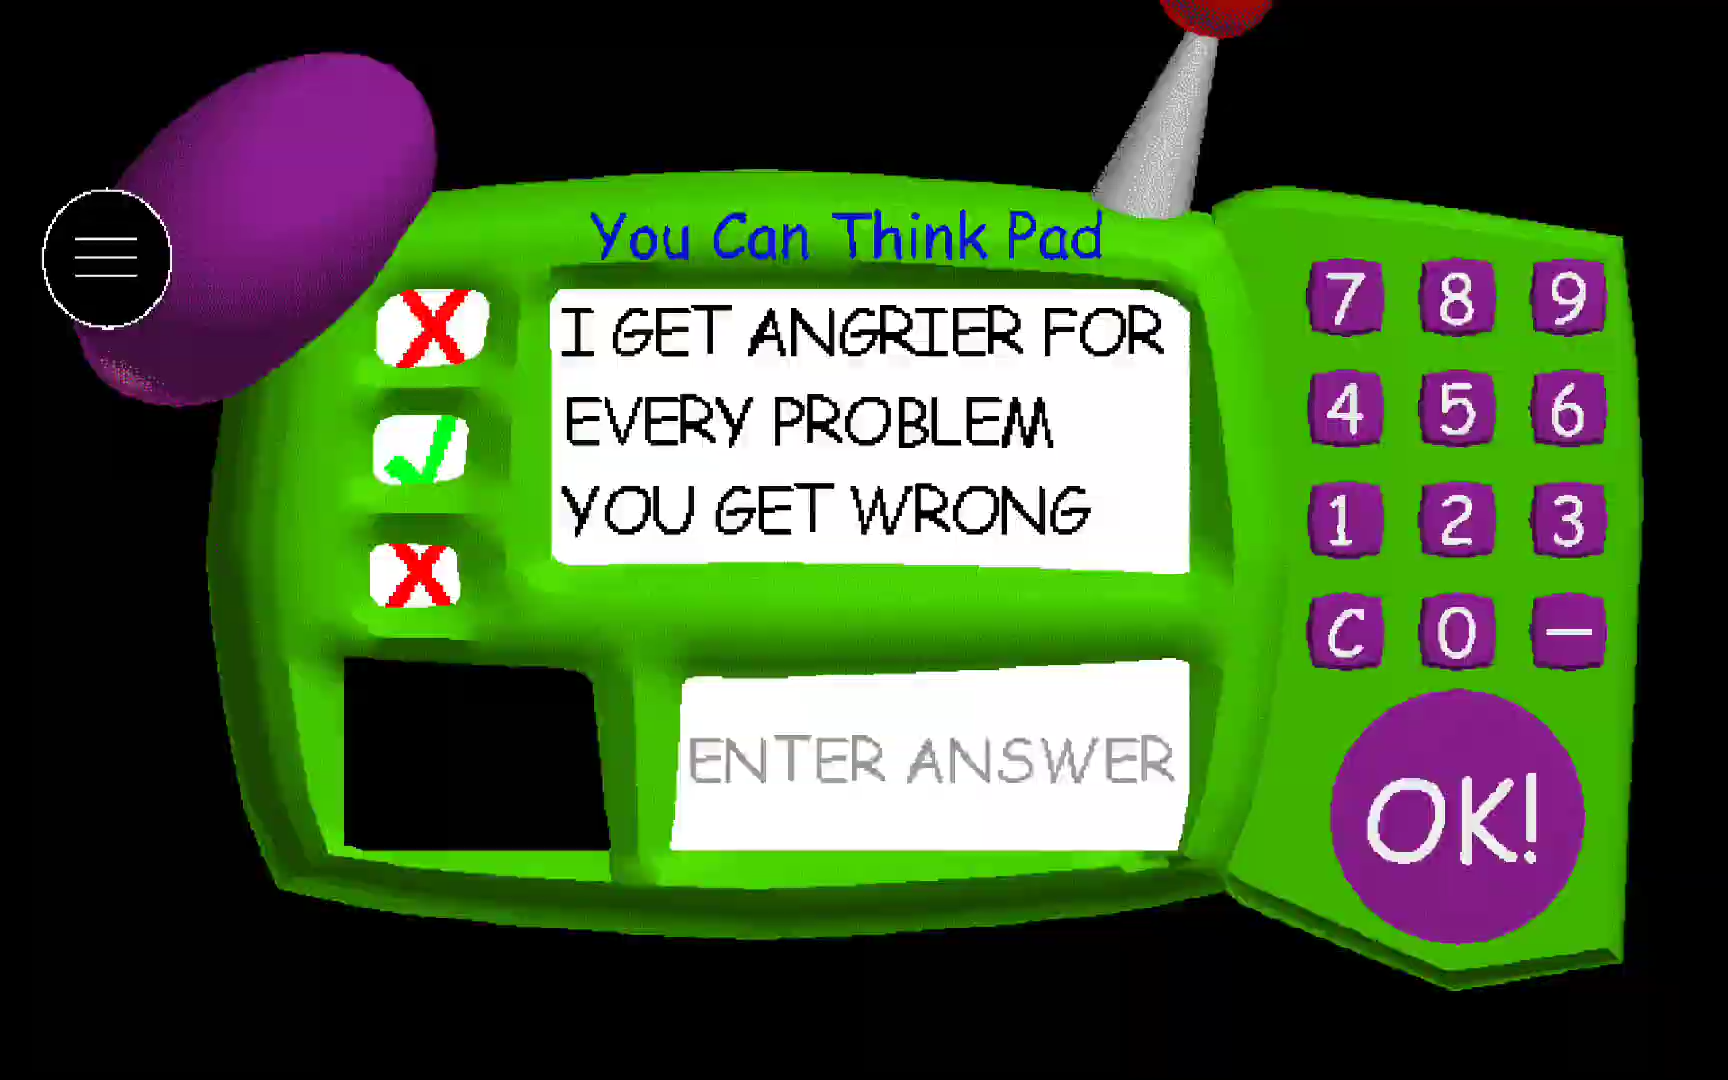 You Can Think Pad
I GET ANGRIER FOR
EVERY PROBLEM
YOU GET WRONG
ENTER ANSWER
7 8 9
4 5 6
1 2 3
C 0 —
OK!